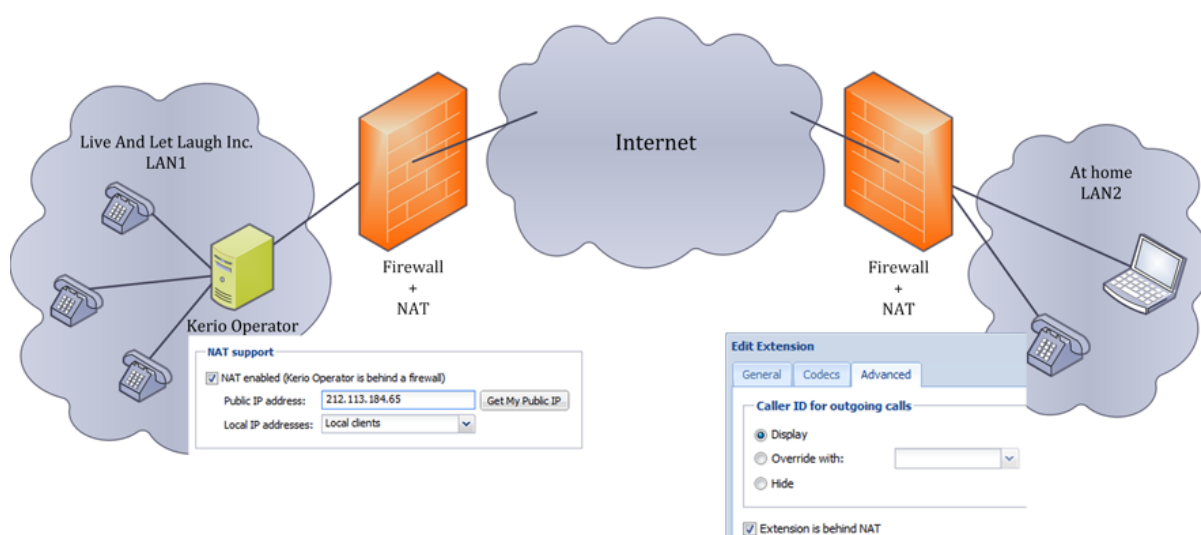 Live And Let Laugh Inc.
LAN1
Kerio Operator
Firewall
+
NAT
Internet
Firewall
+
NAT
At home
LAN2
NAT support
NAT enabled (Kerio Operator is behind a firewall)
Public IP address: 212.113.184.65 Get My Public IP
Local IP addresses: Local clients
Edit Extension
General Codecs Advanced
Caller ID for outgoing calls
Display
Override with:
Hide
Extension is behind NAT